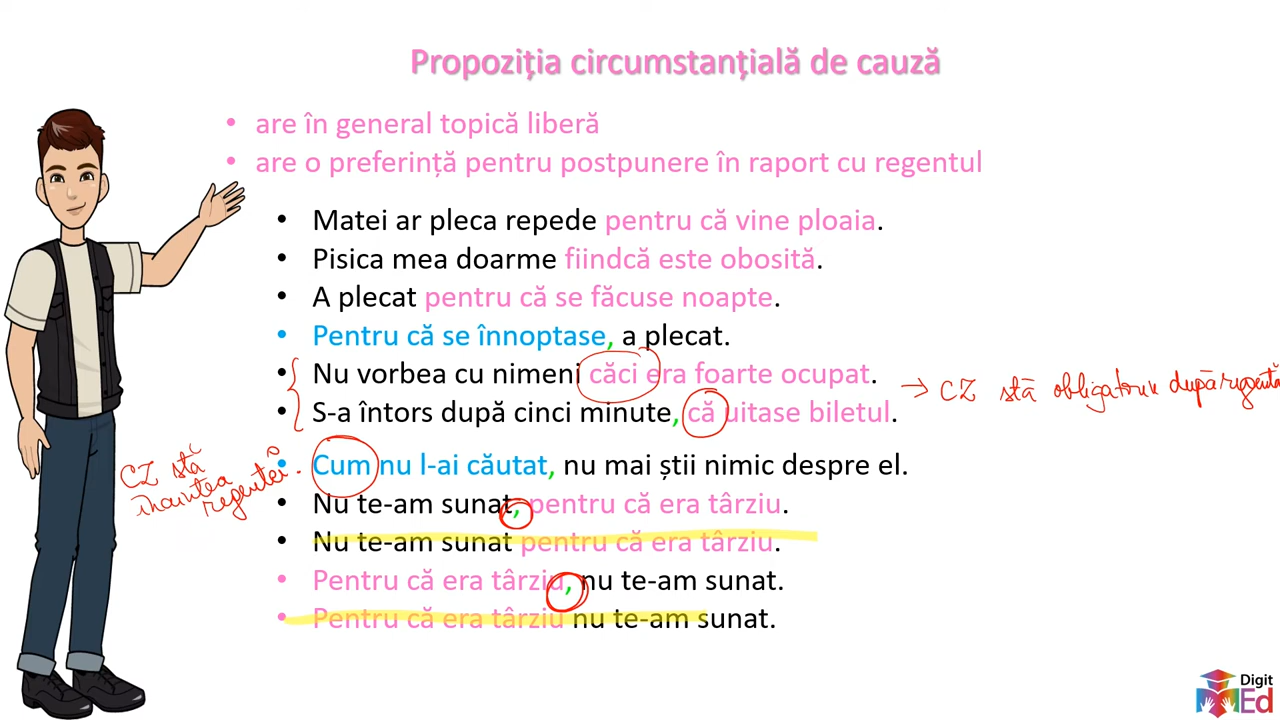 Propoziția circumstanțială de cauză
• are în general topică liberă
• are o preferință pentru postpunere în raport cu regentul
• Matei ar pleca repede pentru că vine ploaia.
• Pisica mea doarme fiindcă este obosită.
• A plecat pentru că se făcuse noapte.
• Pentru că se înnoptase, a plecat.
• Nu vorbea cu nimeni căci era foarte ocupat.
• S-a întors după cinci minute, că uitase biletul.
→ CZ stă obligatoriu după regentă
• Cum nu l-ai căutat, nu mai știi nimic despre el.
CZ stă
înaintea
regentei.
• Nu te-am sunat, pentru că era târziu.
• Nu te-am sunat pentru că era târziu.
• Pentru că era târziu, nu te-am sunat.
• Pentru că era târziu nu te-am sunat.
Digit
Ed